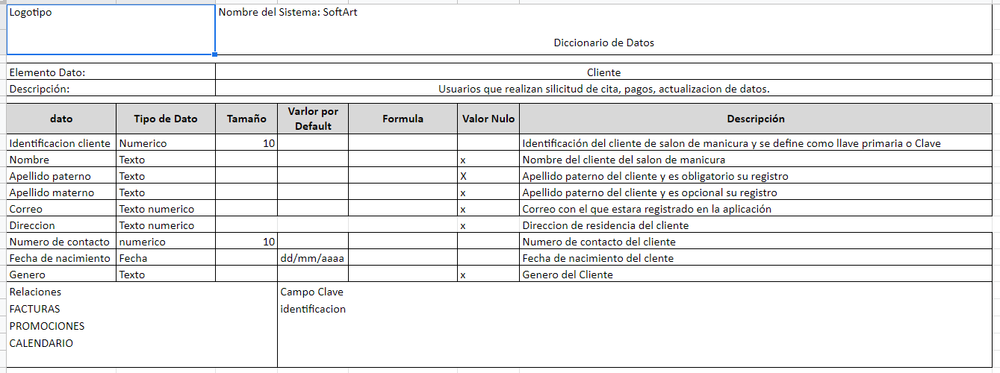 Logotipo
Nombre del Sistema: SoftArt
Diccionario de Datos
Elemento Dato: Cliente
Descripción: Usuarios que realizan silicitud de cita, pagos, actualizacion de datos.
dato Tipo de Dato Tamaño Varlor por Default Formula Valor Nulo Descripción
Identificacion cliente Numerico 10 Identificación del cliente de salon de manicura y se define como llave primaria o Clave
Nombre Texto x Nombre del cliente del salon de manicura
Apellido paterno Texto X Apellido paterno del cliente y es obligatorio su registro
Apellido materno Texto x Apellido paterno del cliente y es opcional su registro
Correo Texto numerico x Correo con el que estara registrado en la aplicación
Direccion Texto numerico x Direccion de residencia del cliente
Numero de contacto numerico 10 Numero de contacto del cliente
Fecha de nacimiento Fecha dd/mm/aaaa Fecha de nacimiento del clente
Genero Texto x Genero del Cliente
Relaciones Campo Clave
FACTURAS identificacion
PROMOCIONES
CALENDARIO